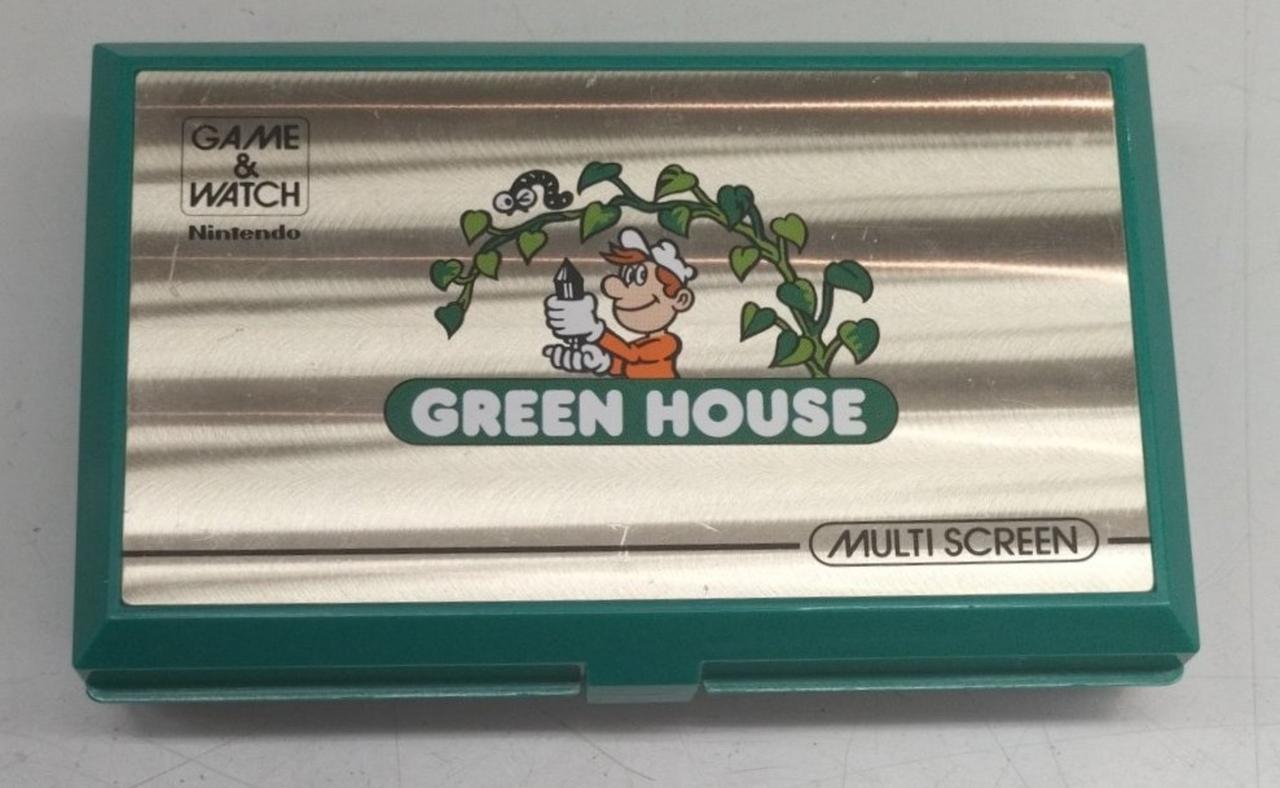 GAME
&
WATCH
Nintendo
GREEN HOUSE
MULTI SCREEN